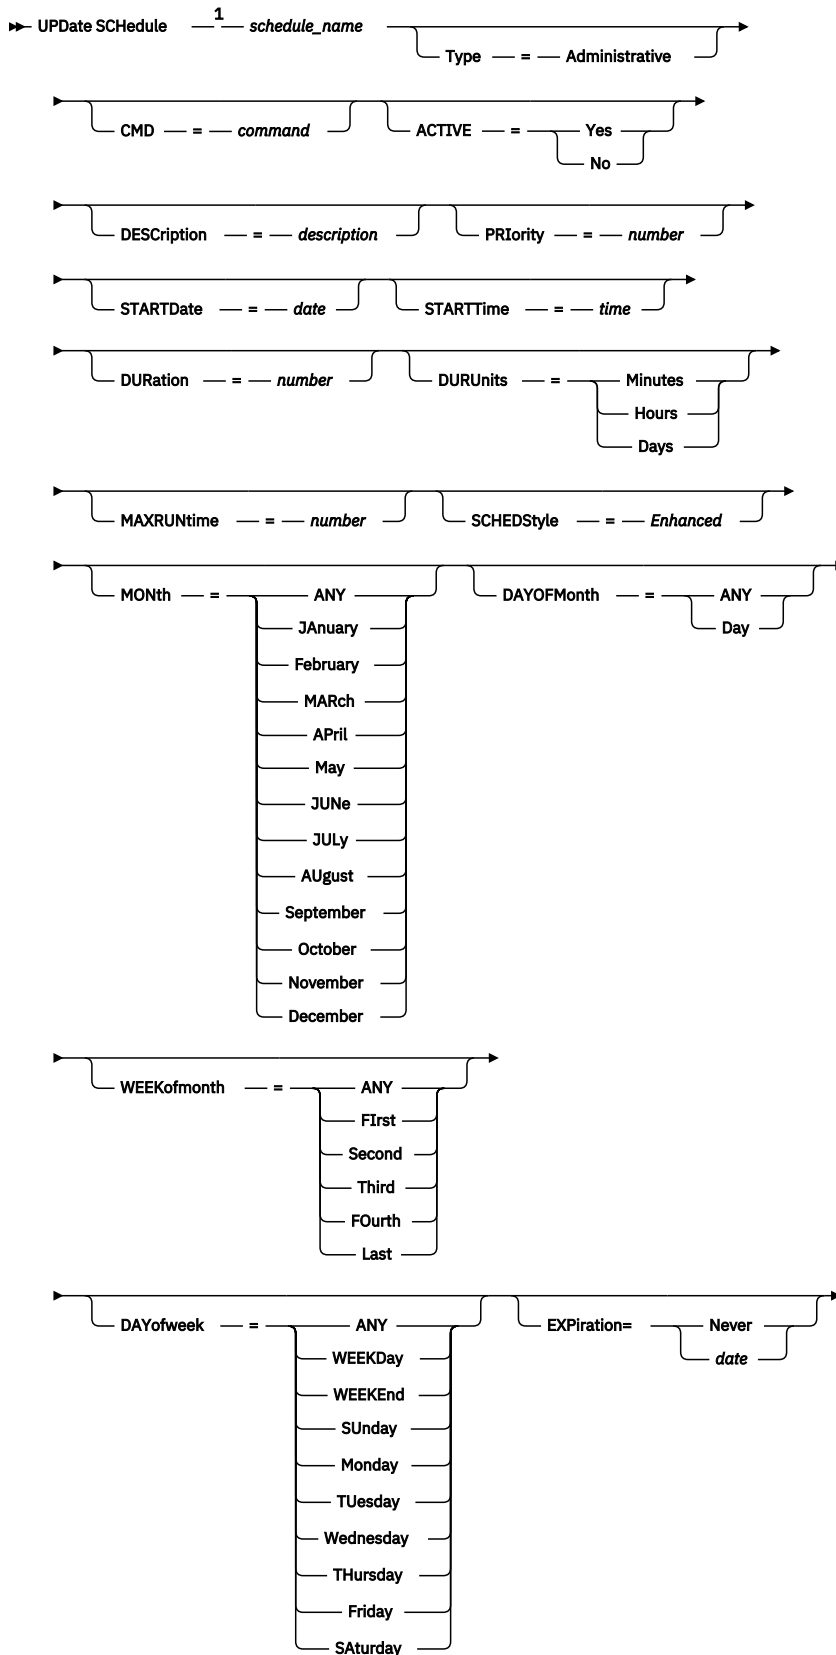 UPDate SCHedule 1 schedule_name
Type = Administrative
CMD = command ACTIVE = Yes
No
DESCription = description PRIority = number
STARTDate = date STARTTime = time
DURation = number DURUnits = Minutes
Hours
Days
MAXRUNtime = number SCHEDStyle = Enhanced
MONth = ANY DAYOFMonth = ANY
JAnuary Day
February
MARch
APril
May
JUNe
JULy
AUgust
September
October
November
December
WEEKofmonth = ANY
FIrst
Second
Third
FOurth
Last
DAYofweek = ANY EXPiration= Never
WEEKDay date
WEEKEnd
SUnday
Monday
TUesday
Wednesday
THursday
Friday
SAturday